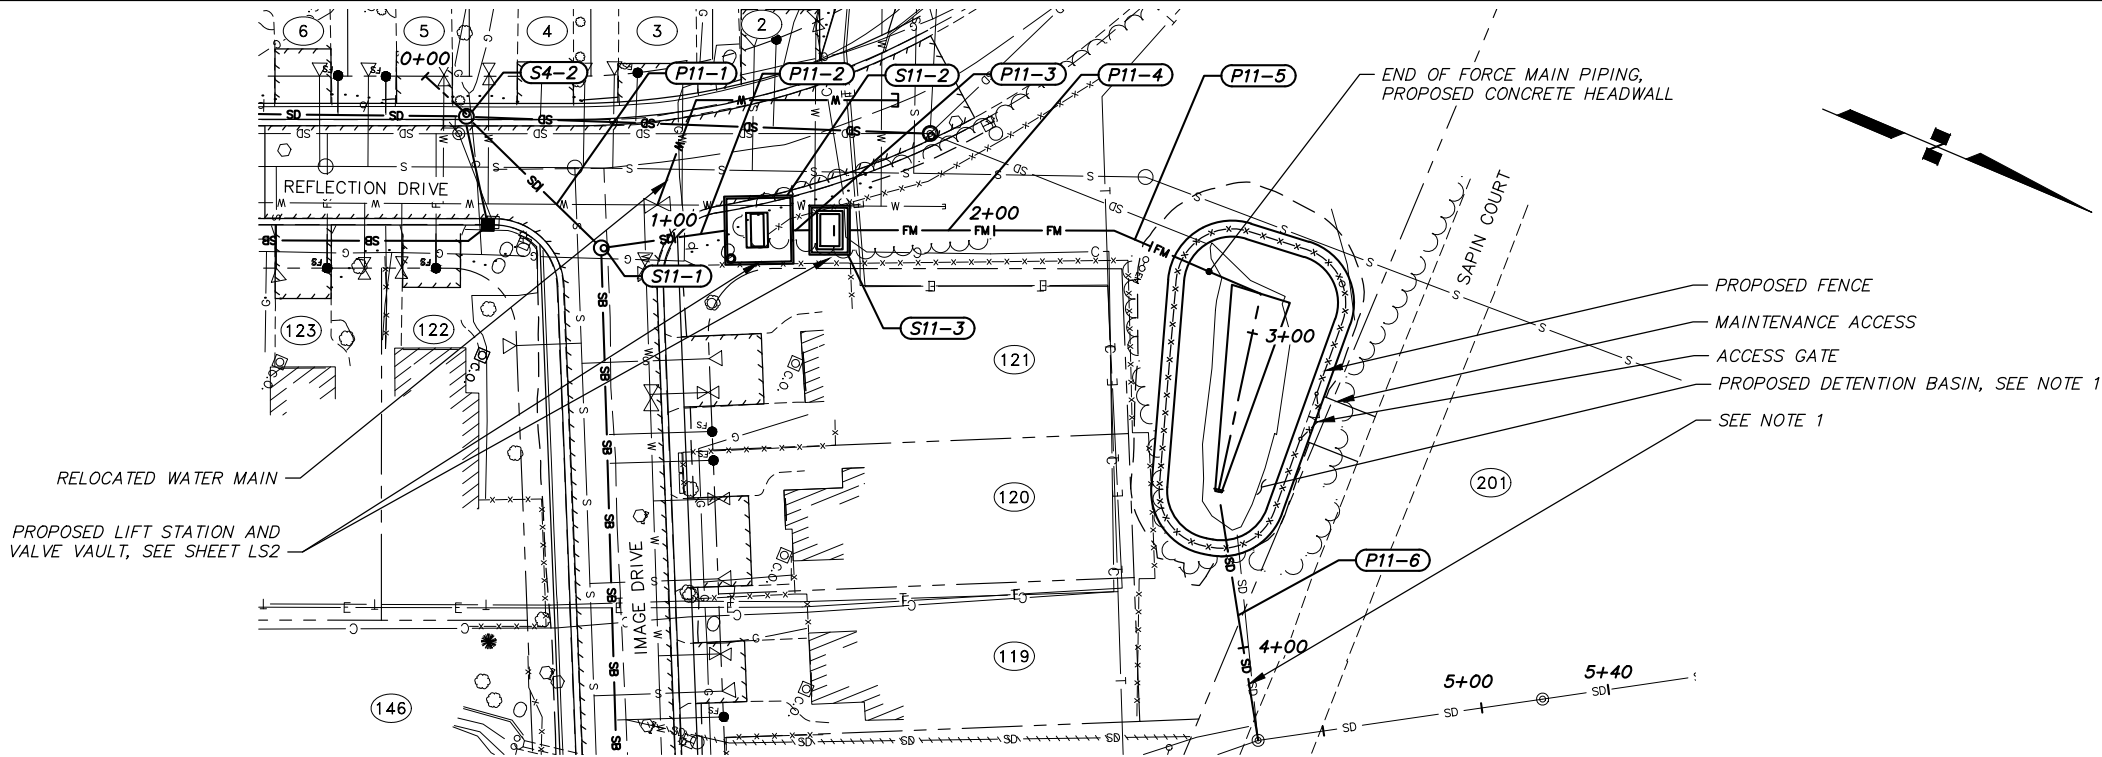 6
5
4
3
2
0+00
S4-2
P11-1
P11-2
S11-2
P11-3
P11-4
P11-5
END OF FORCE MAIN PIPING,
PROPOSED CONCRETE HEADWALL
REFLECTION DRIVE
1+00
2+00
FM
FM
FM
FM
SAPIN COURT
S11-1
S11-3
123
122
121
3+00
PROPOSED FENCE
MAINTENANCE ACCESS
ACCESS GATE
PROPOSED DETENTION BASIN, SEE NOTE 1
SEE NOTE 1
RELOCATED WATER MAIN
PROPOSED LIFT STATION AND
VALVE VAULT, SEE SHEET LS2
120
201
IMAGE DRIVE
P11-6
119
4+00
146
5+00
5+40